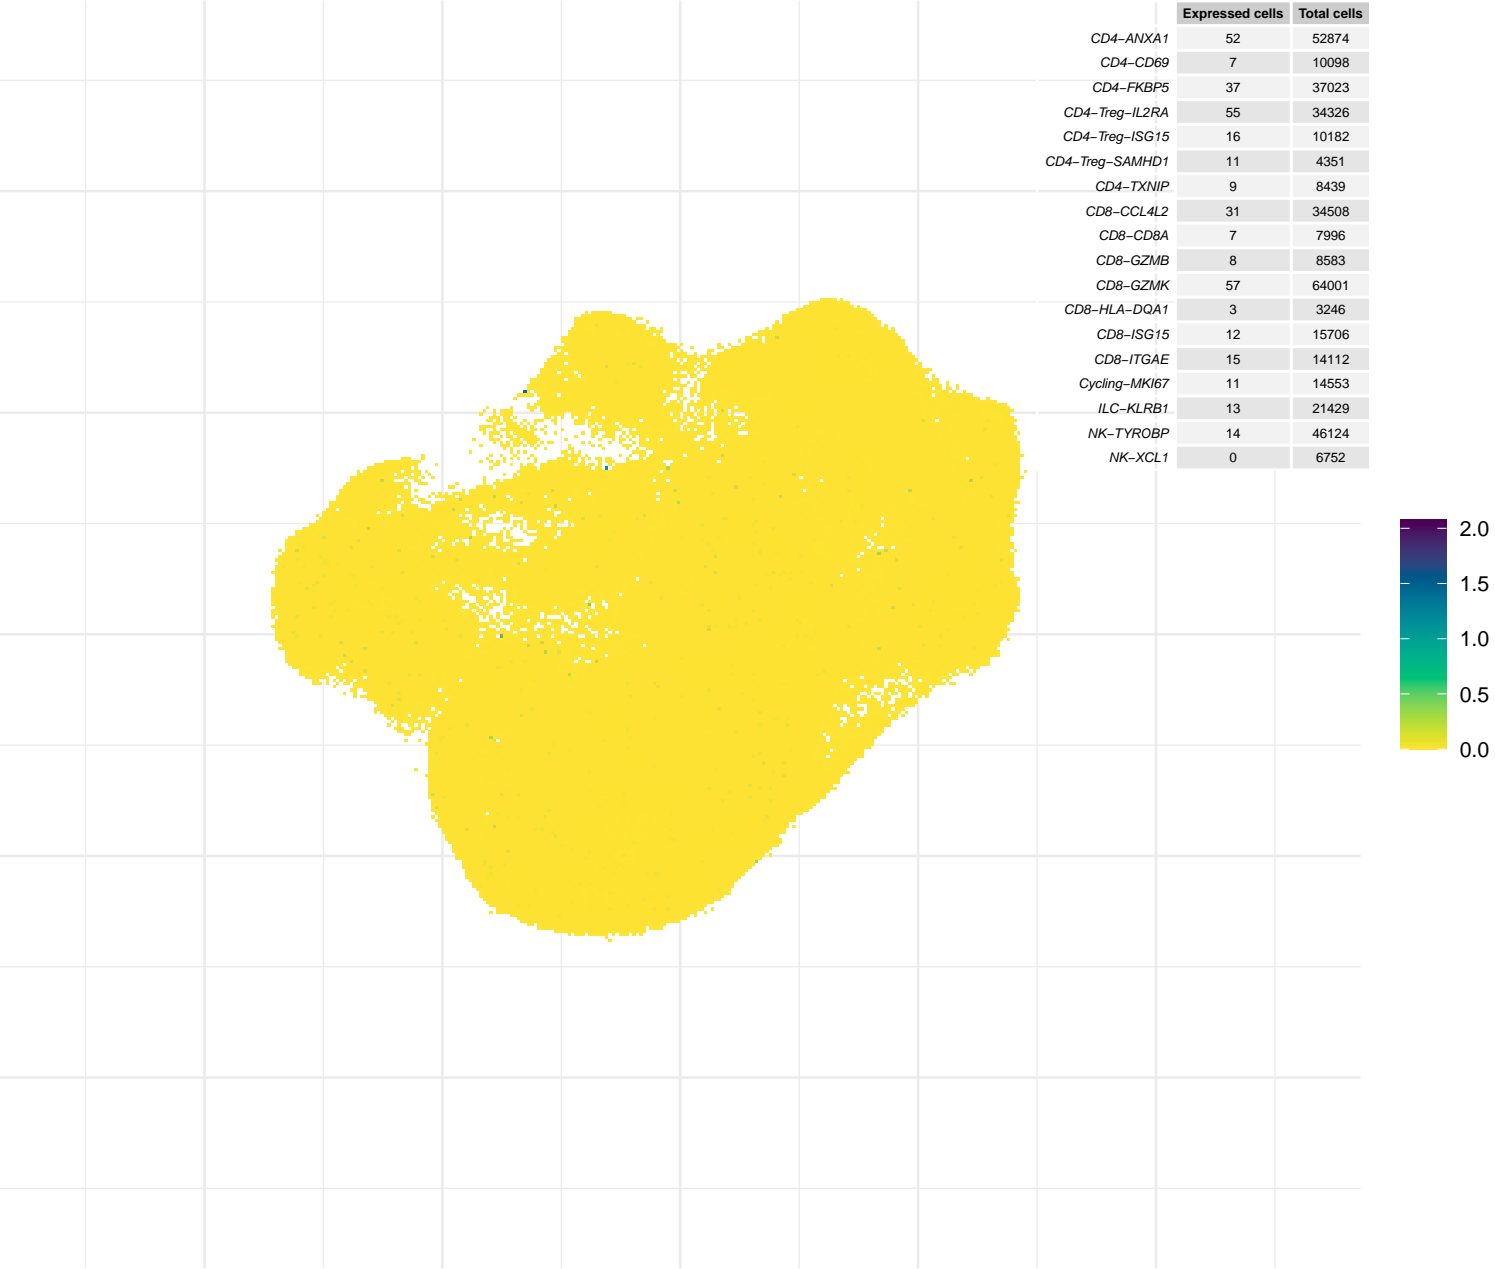 Expressed cells Total cells
CD4−ANXA1 52 52874
CD4−CD69 7 10098
CD4−FKBP5 37 37023
CD4−Treg−IL2RA 55 34326
CD4−Treg−ISG15 16 10182
CD4−Treg−SAMHD1 11 4351
CD4−TXNIP 9 8439
CD8−CCL4L2 31 34508
CD8−CD8A 7 7996
CD8−GZMB 8 8583
CD8−GZMK 57 64001
CD8−HLA−DQA1 3 3246
CD8−ISG15 12 15706
CD8−ITGAE 15 14112
Cycling−MKI67 11 14553
ILC−KLRB1 13 21429
NK−TYROBP 14 46124
NK−XCL1 0 6752
2.0
1.5
1.0
0.5
0.0